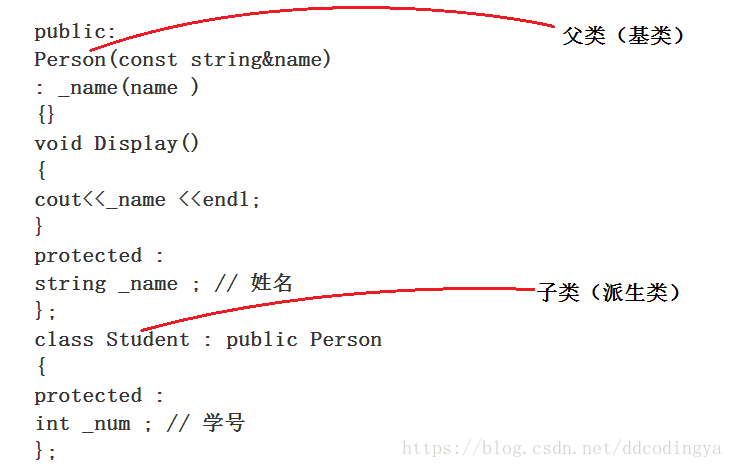 public:
父类（基类）
Person(const string&name)
: _name(name )
{}
void Display()
{
cout<<_name <<endl;
}
protected :
string _name ; // 姓名
};
子类（派生类）
class Student : public Person
{
protected :
int _num ; // 学号
};
https://blog.csdn.net/ddcodingya